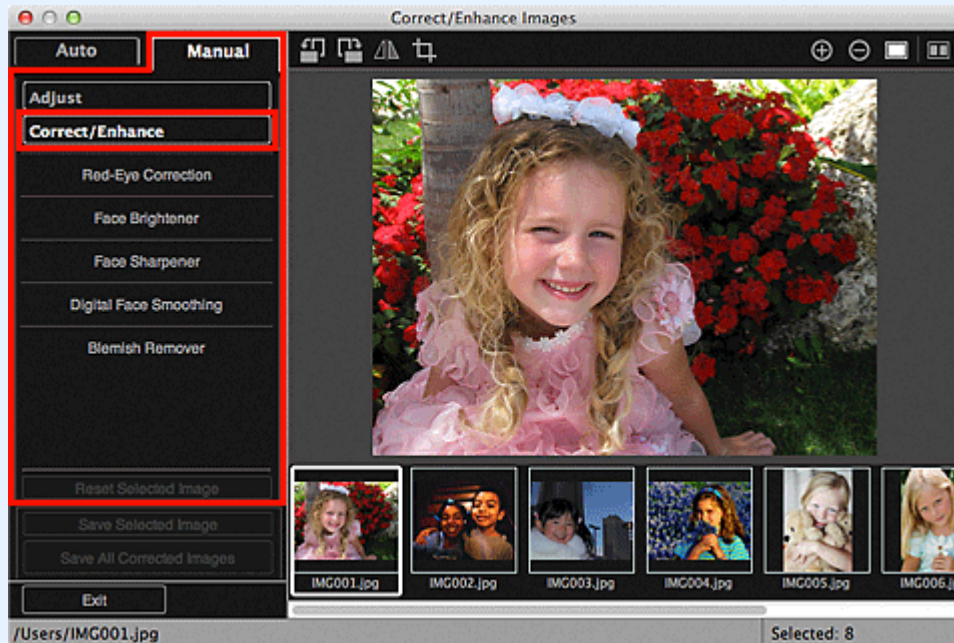 Correct/Enhance Images
Auto
Manual
Adjust
Correct/Enhance
Red-Eye Correction
Face Brightener
Face Sharpener
Digital Face Smoothing
Blemish Remover
Reset Selected Image
Save Selected Image
Save All Corrected Images
Exit
IMG001.jpg
IMG002.jpg
IMG003.jpg
IMG004.jpg
IMG005.jpg
IMG006.j
/Users/IMG001.jpg
Selected: 8